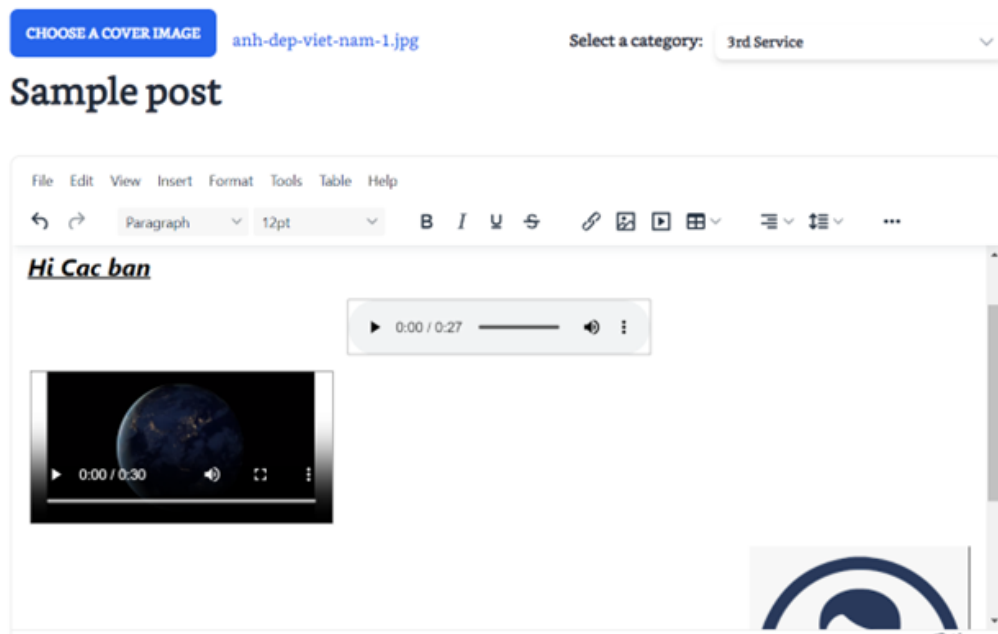 CHOOSE A COVER IMAGE anh-dep-viet-nam-1.jpg Select a category: 3rd Service
Sample post
File Edit View Insert Format Tools Table Help
Paragraph 12pt B I U S
Hi Cac ban
0:00 / 0:27
0:00 / 0:30